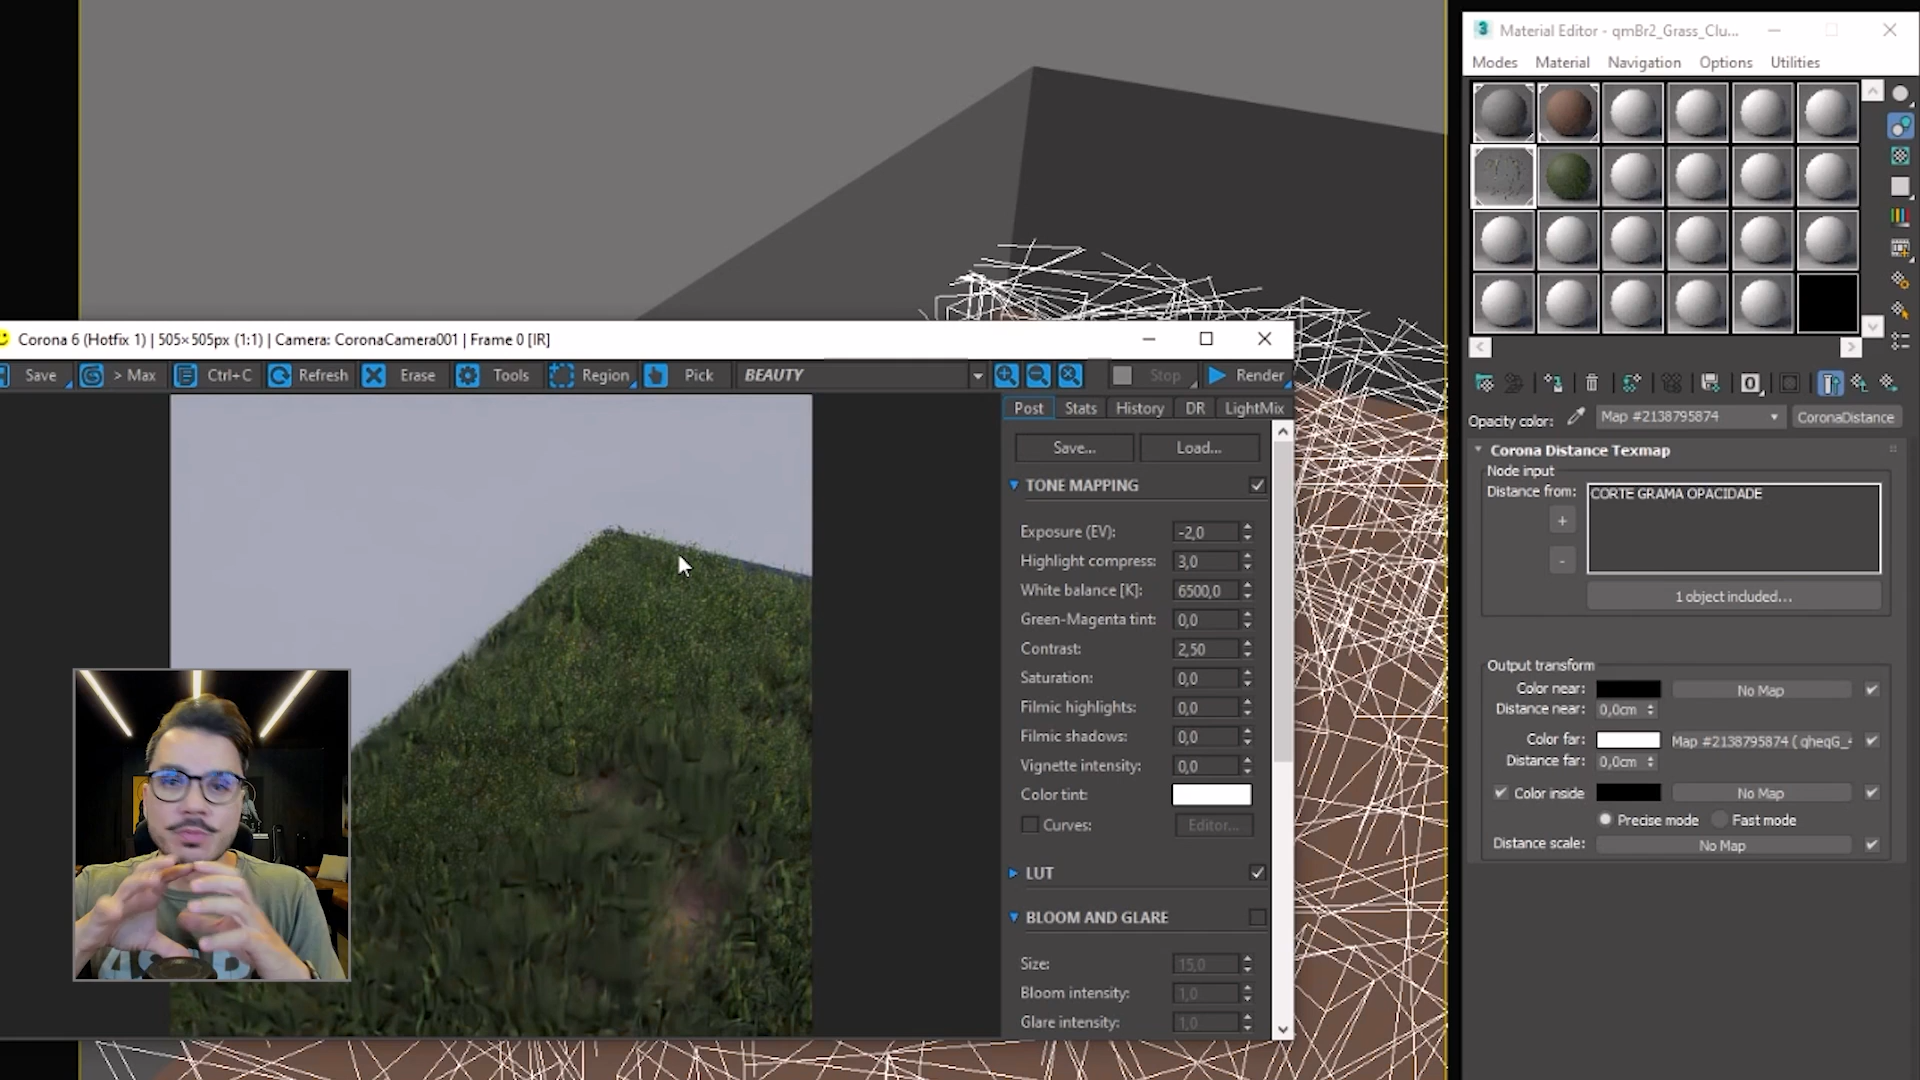 Material Editor - qmBr2_Grass_Clu...
Modes Material Navigation Options Utilities
Corona 6 (Hotfix 1) | 505×505px (1:1) | Camera: CoronaCamera001 | Frame 0 [IR]
Save > Max Ctrl+C Refresh Erase Tools Region Pick BEAUTY Stop Render
Post Stats History DR LightMix
Save... Load...
TONE MAPPING
Exposure (EV): -2,0
Highlight compress: 3,0
White balance [K]: 6500,0
Green-Magenta tint: 0,0
Contrast: 2,50
Saturation: 0,0
Filmic highlights: 0,0
Filmic shadows: 0,0
Vignette intensity: 0,0
Color tint:
Curves: Editor...
LUT
BLOOM AND GLARE
Size: 15,0
Bloom intensity: 1,0
Glare intensity: 1,0
Opacity color: Map #2138795874 CoronaDistance
Corona Distance Texmap
Node input
Distance from: CORTE GRAMA OPACIDADE
+
-
1 object included...
Output transform
Color near: No Map
Distance near: 0,0cm
Color far: Map #2138795874 ( qheqG_
Distance far: 0,0cm
Color inside No Map
Precise mode Fast mode
Distance scale: No Map